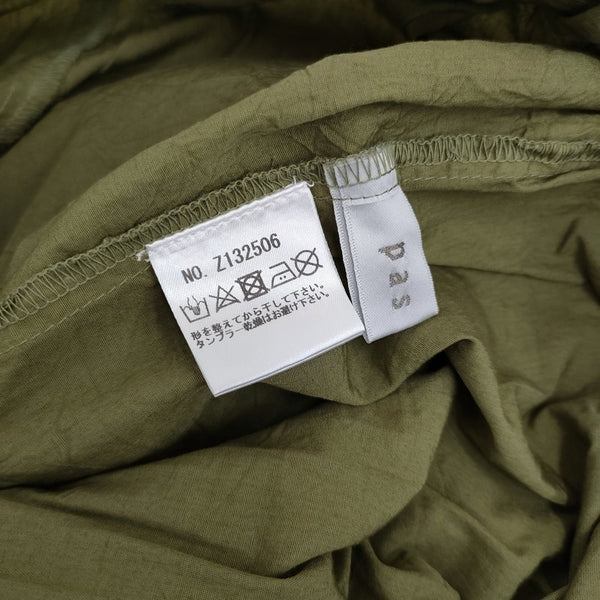 NO. Z132506
形を整えてから干して下さい。
タンブラー乾燥はお避け下さい。
pas